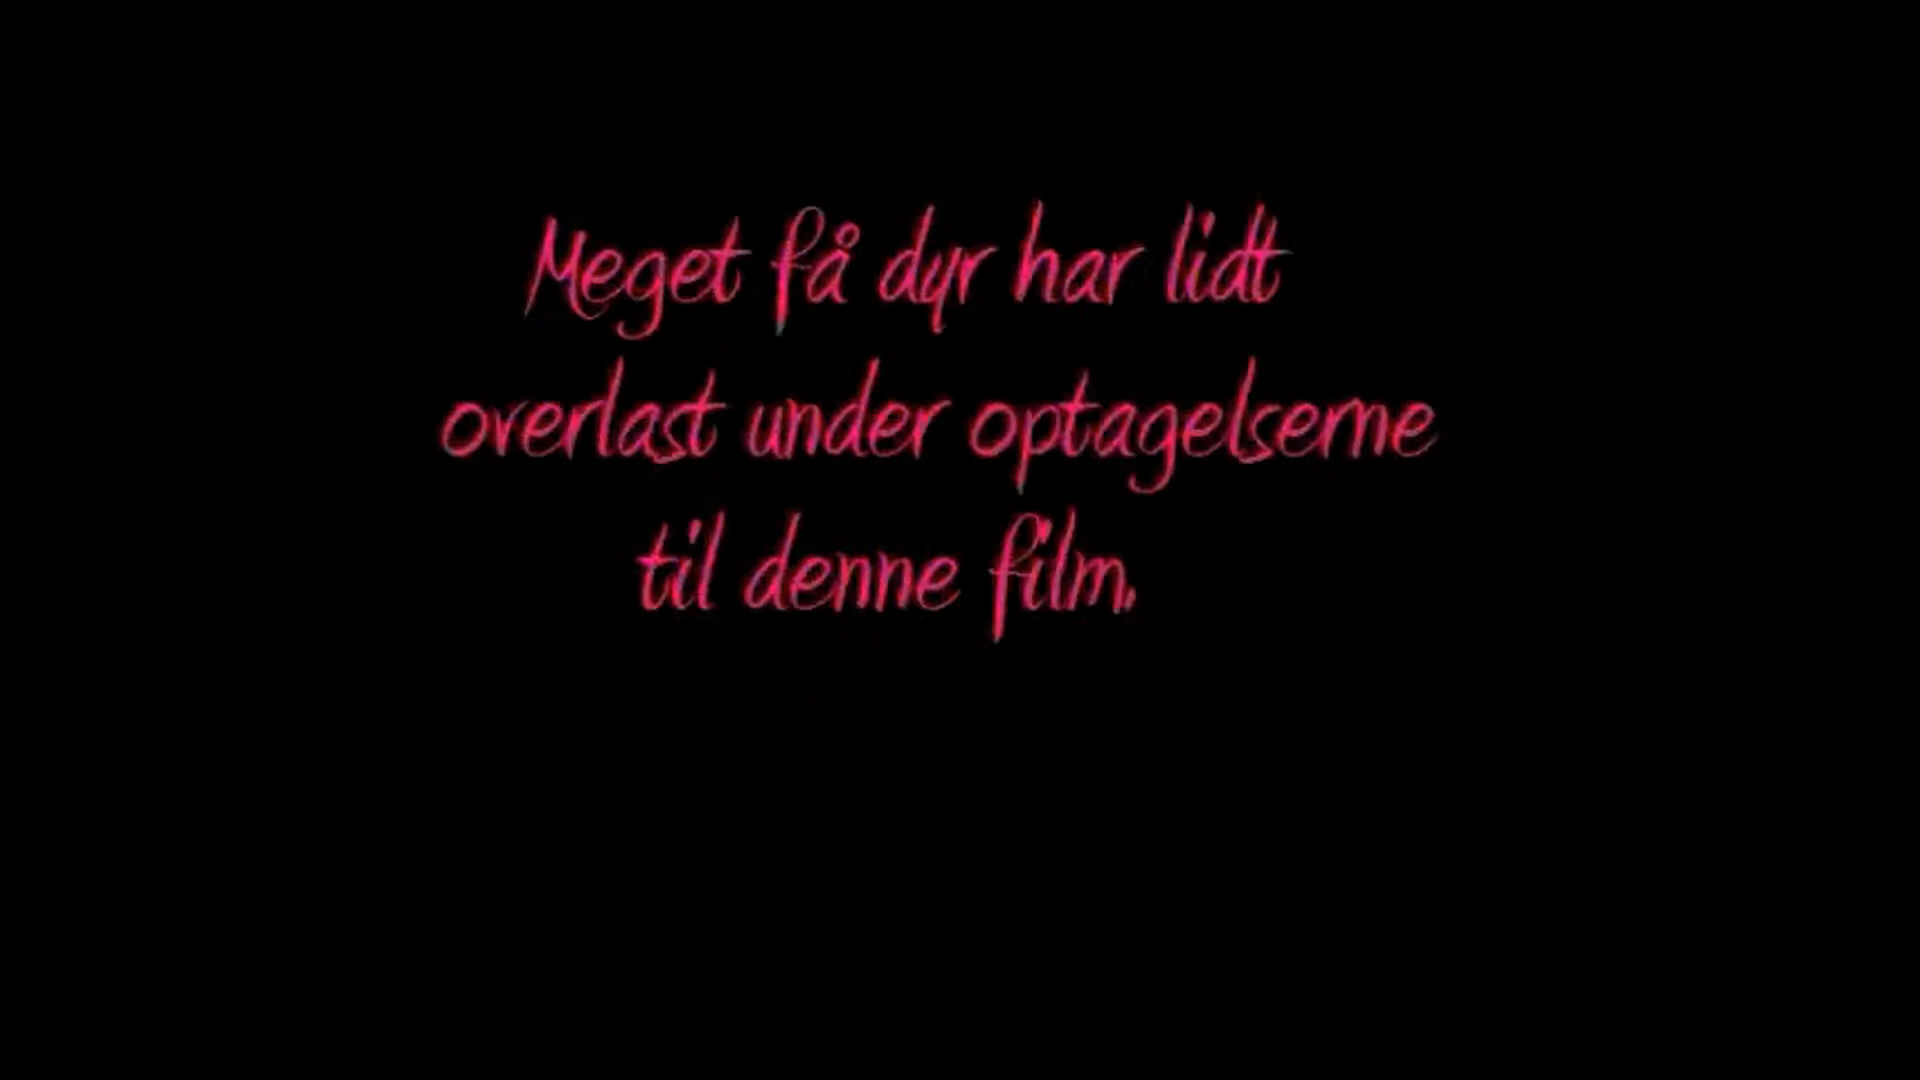 Meget få dyr har lidt
overlast under optagelserne
til denne film.